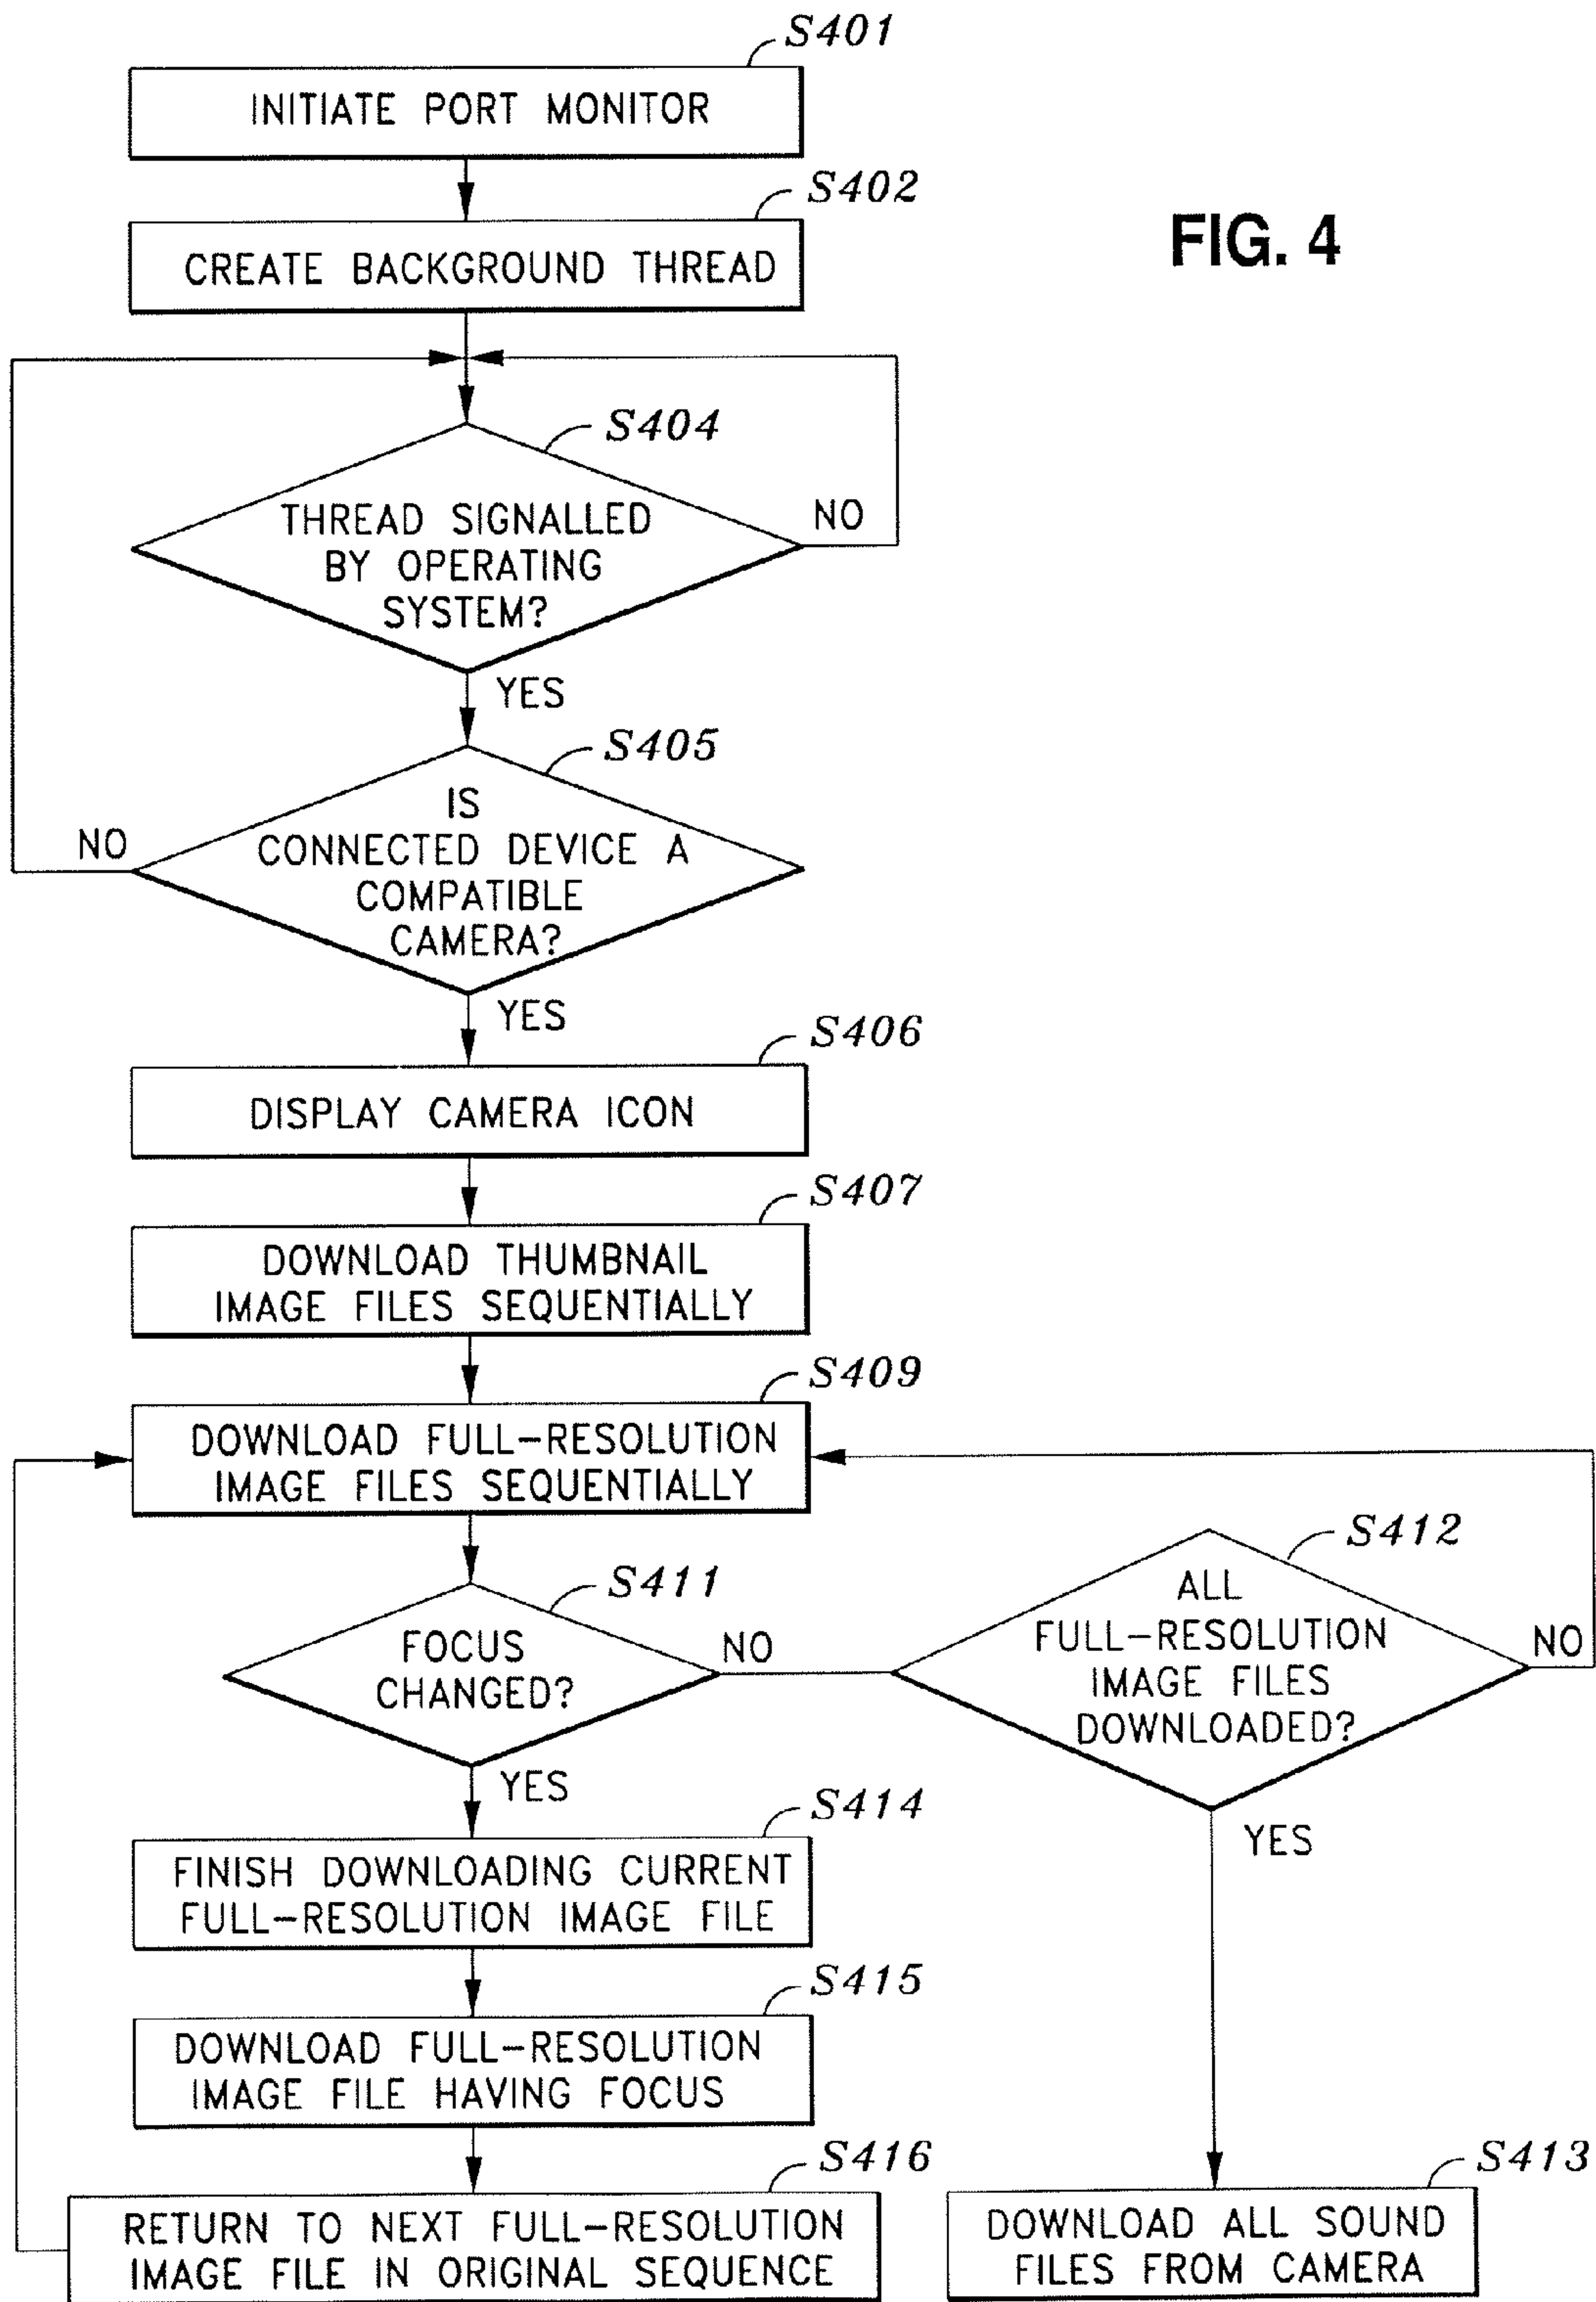 S401
INITIATE PORT MONITOR
S402
CREATE BACKGROUND THREAD
FIG. 4
S404
THREAD SIGNALLED
BY OPERATING
SYSTEM?
NO
YES
S405
IS
CONNECTED DEVICE A
COMPATIBLE
CAMERA?
NO
YES
S406
DISPLAY CAMERA ICON
S407
DOWNLOAD THUMBNAIL
IMAGE FILES SEQUENTIALLY
S409
DOWNLOAD FULL-RESOLUTION
IMAGE FILES SEQUENTIALLY
S411
FOCUS
CHANGED?
NO
YES
S412
ALL
FULL-RESOLUTION
IMAGE FILES
DOWNLOADED?
NO
YES
S414
FINISH DOWNLOADING CURRENT
FULL-RESOLUTION IMAGE FILE
S415
DOWNLOAD FULL-RESOLUTION
IMAGE FILE HAVING FOCUS
S416
RETURN TO NEXT FULL-RESOLUTION
IMAGE FILE IN ORIGINAL SEQUENCE
S413
DOWNLOAD ALL SOUND
FILES FROM CAMERA